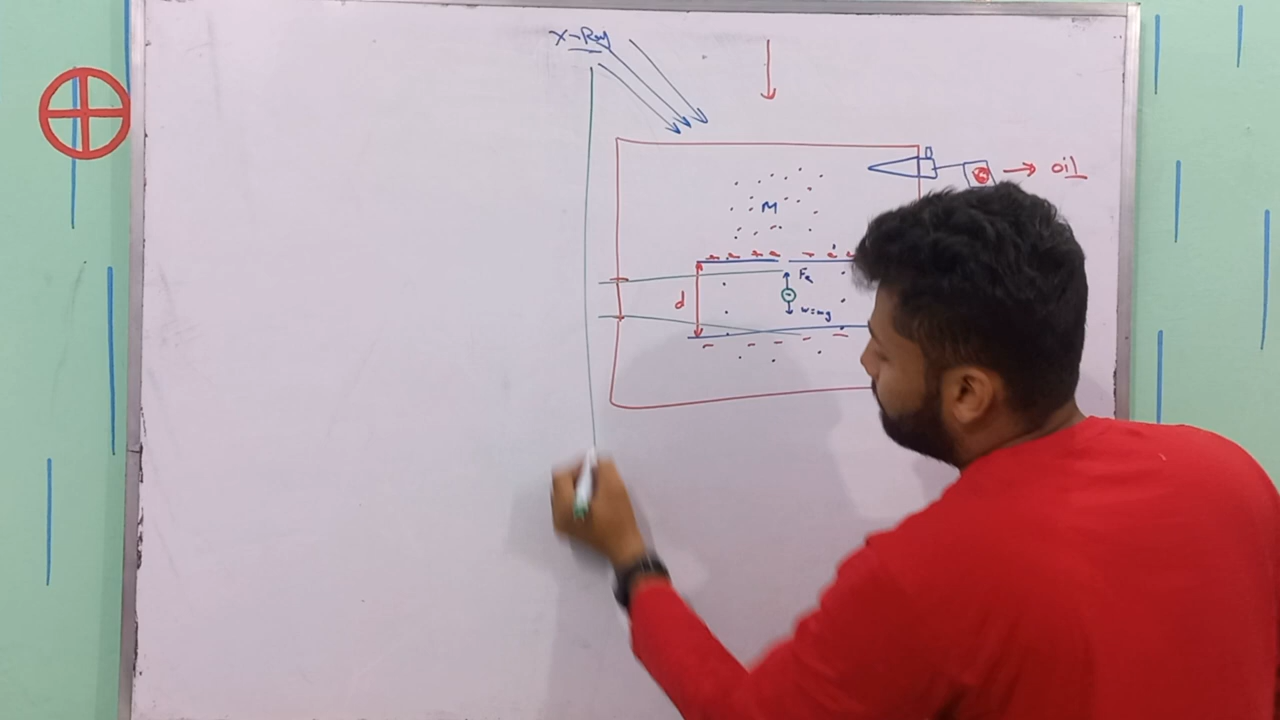 X-Ray
oil
M
+ + + + + + +
Fe
d
-
w=mg
- - - - -